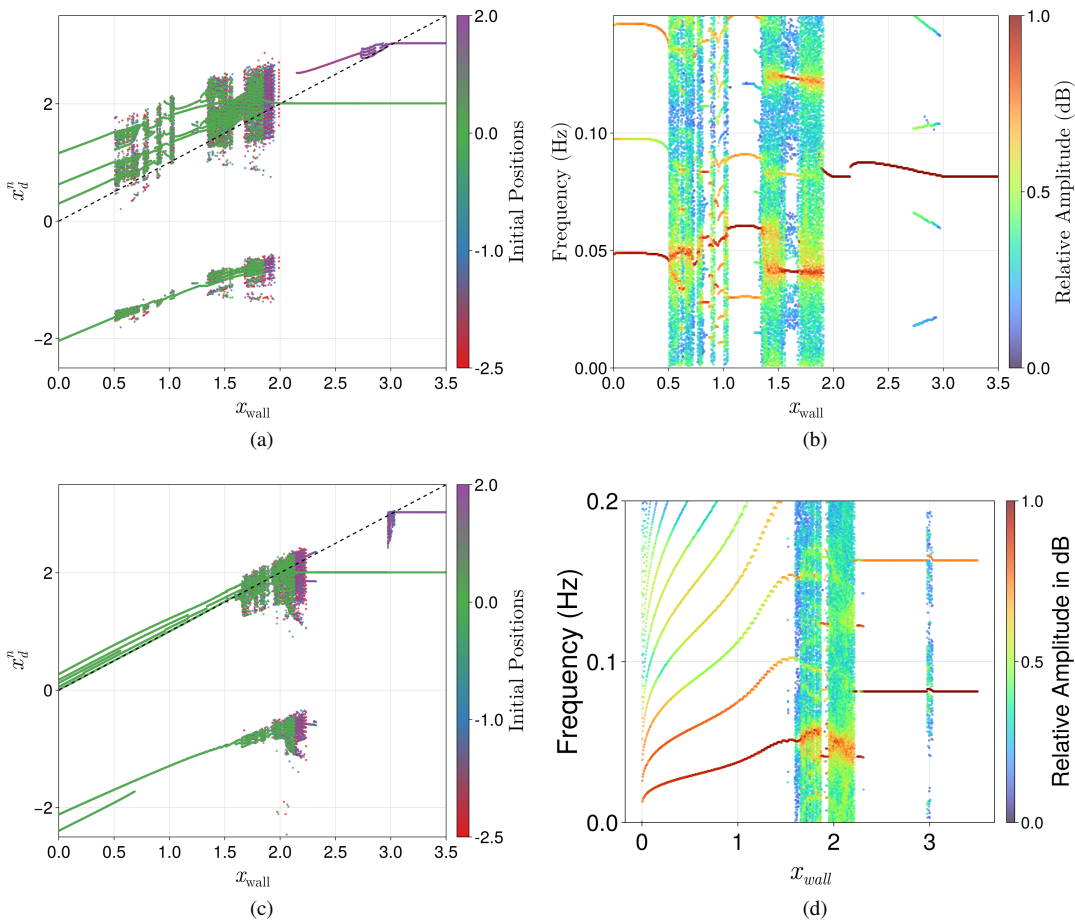 2
0
−2
0.0 0.5 1.0 1.5 2.0 2.5 3.0 3.5
x_d^n
x_wall
2.0
0.0
-1.0
-2.5
Initial Positions
(a)
0.10
0.05
0.00
0.0 0.5 1.0 1.5 2.0 2.5 3.0 3.5
Frequency (Hz)
x_wall
1.0
0.5
0.0
Relative Amplitude (dB)
(b)
2
0
−2
0.0 0.5 1.0 1.5 2.0 2.5 3.0 3.5
x_d^n
x_wall
2.0
0.0
-1.0
-2.5
Initial Positions
(c)
0.2
0.1
0.0
0 1 2 3
Frequency (Hz)
x_wall
1.0
0.5
0.0
Relative Amplitude in dB
(d)